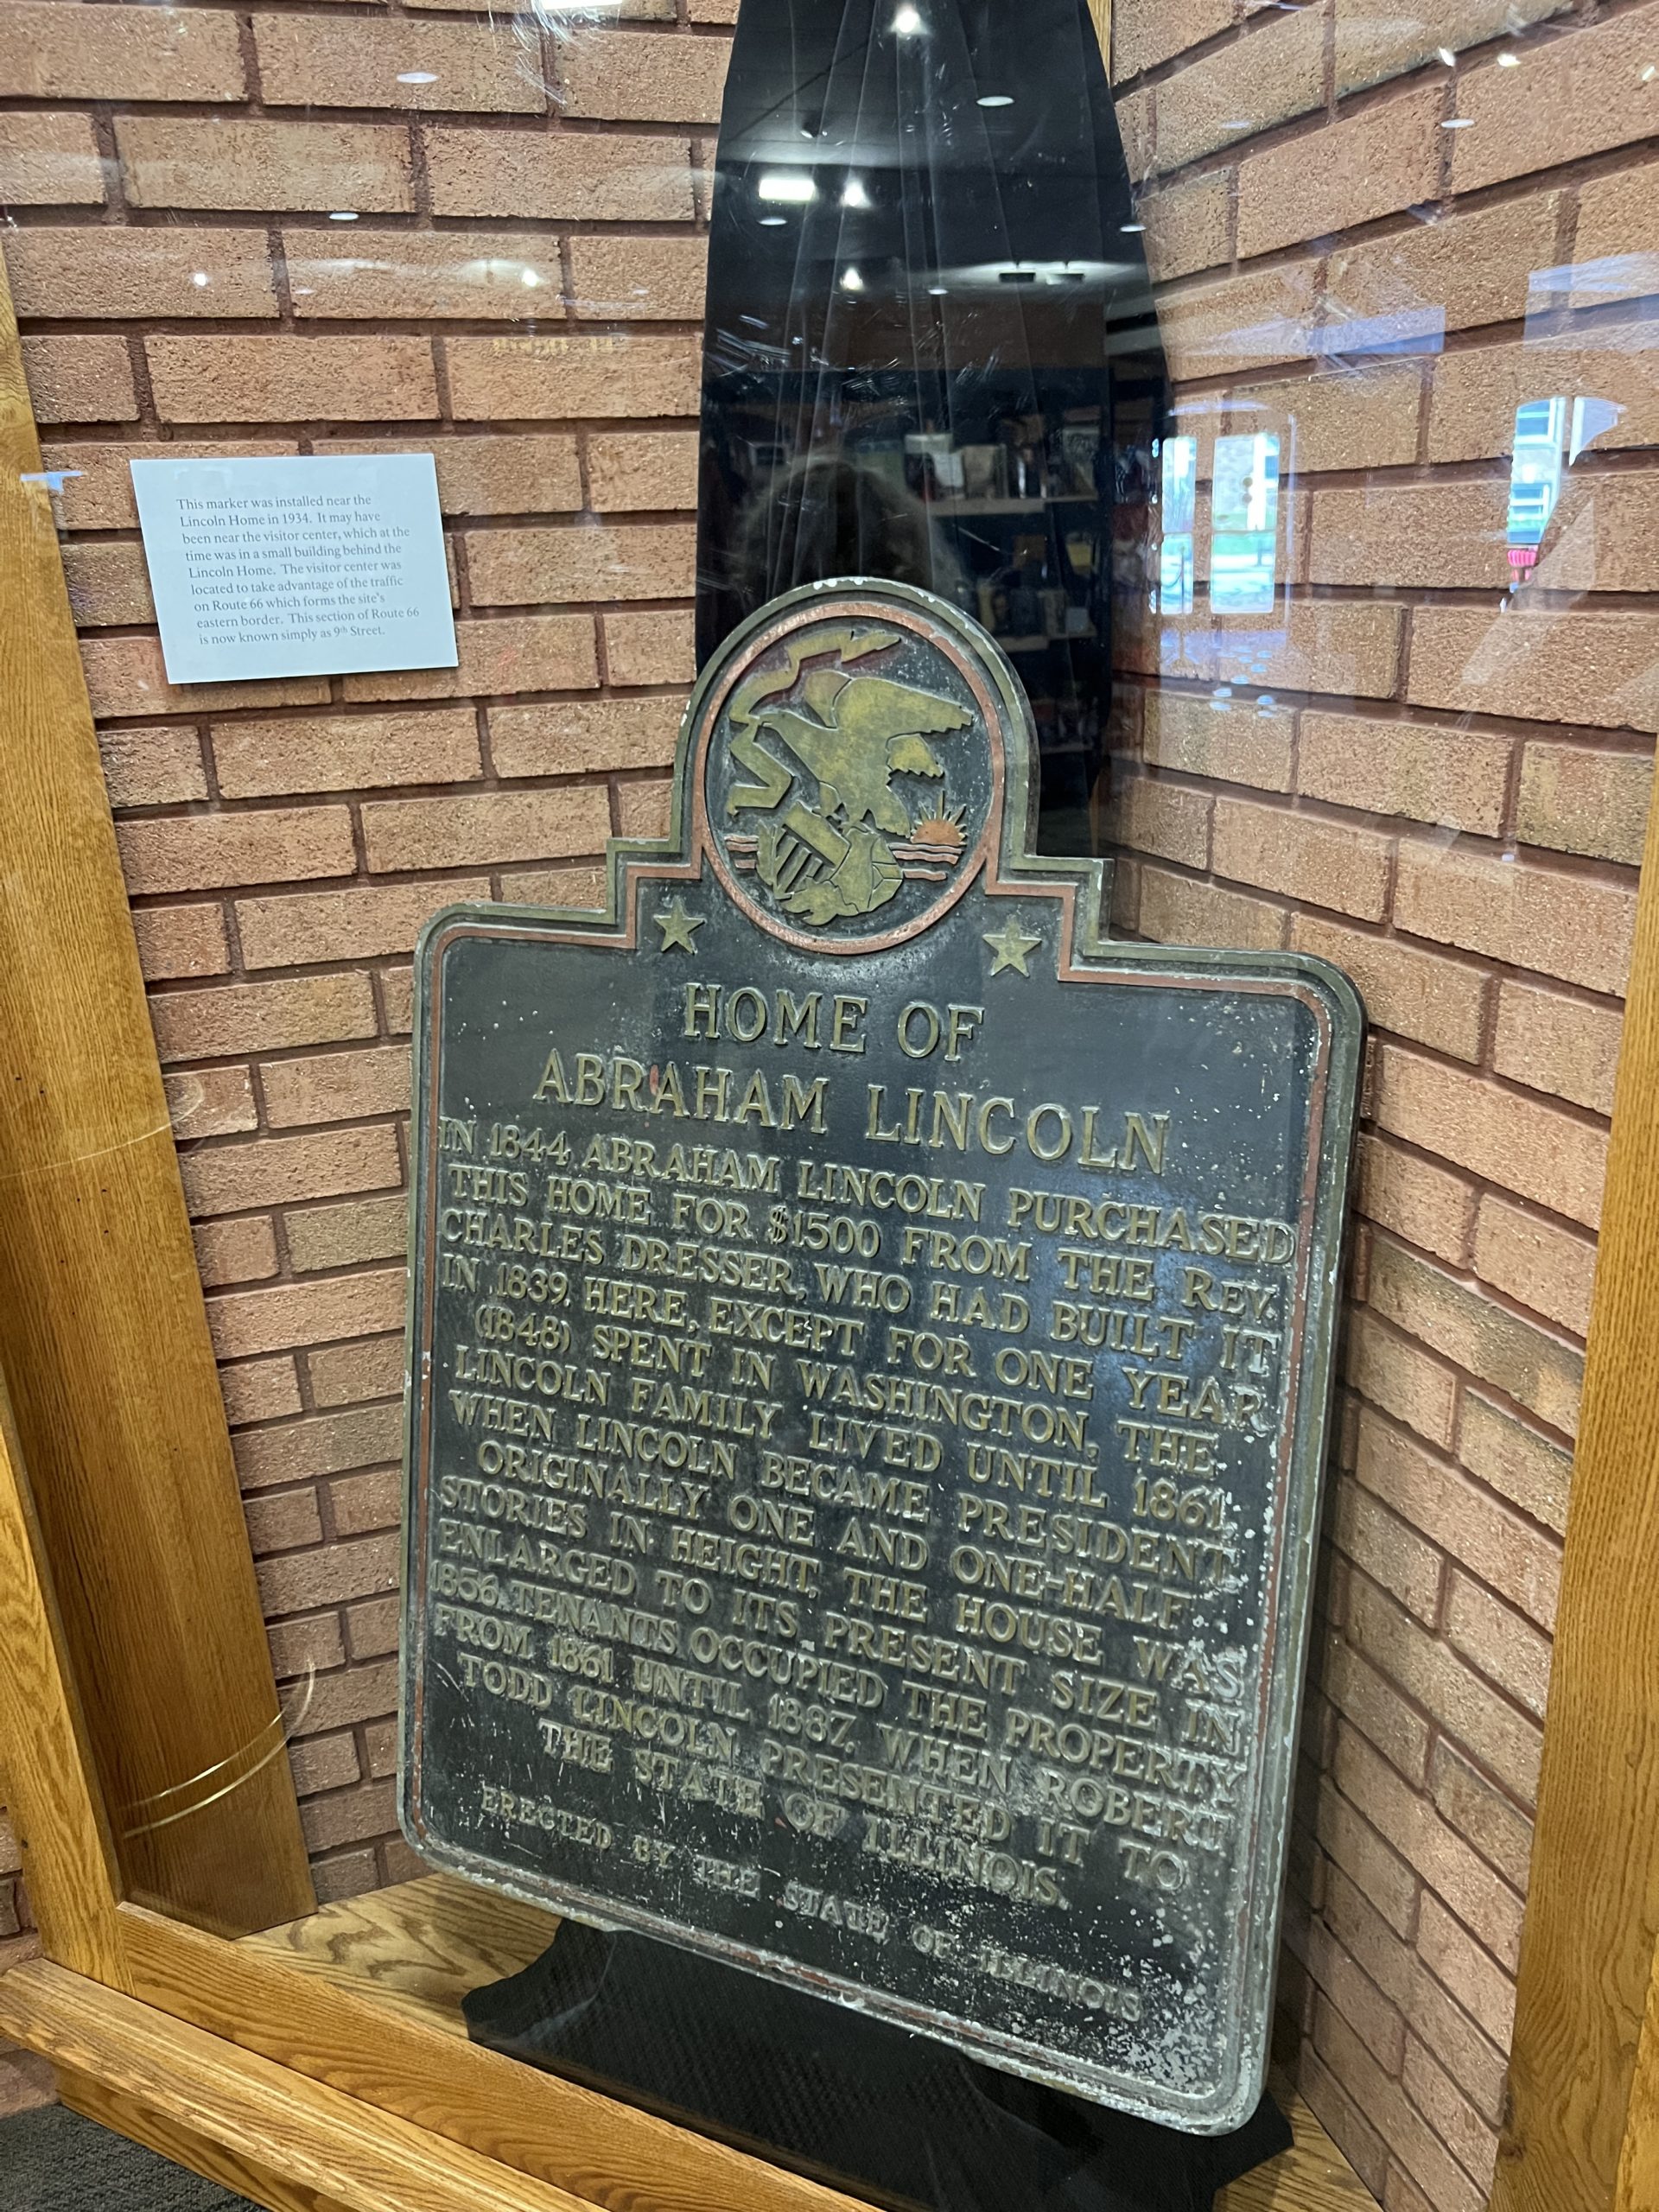 This marker was installed near the
Lincoln Home in 1934. It may have
been near the visitor center, which at the
time was in a small building behind the
Lincoln Home. The visitor center was
located to take advantage of the traffic
on Route 66 which forms the site's
eastern border. This section of Route 66
is now known simply as 9th Street.
HOME OF
ABRAHAM LINCOLN
IN 1844 ABRAHAM LINCOLN PURCHASED
THIS HOME FOR $1500 FROM THE REV.
CHARLES DRESSER, WHO HAD BUILT IT
IN 1839. HERE, EXCEPT FOR ONE YEAR
(1848) SPENT IN WASHINGTON, THE
LINCOLN FAMILY LIVED UNTIL 1861,
WHEN LINCOLN BECAME PRESIDENT.
ORIGINALLY ONE AND ONE-HALF
STORIES IN HEIGHT, THE HOUSE WAS
ENLARGED TO ITS PRESENT SIZE IN
1856. TENANTS OCCUPIED THE PROPERTY
FROM 1861 UNTIL 1887, WHEN ROBERT
TODD LINCOLN PRESENTED IT TO
THE STATE OF ILLINOIS.
ERECTED BY THE STATE OF ILLINOIS